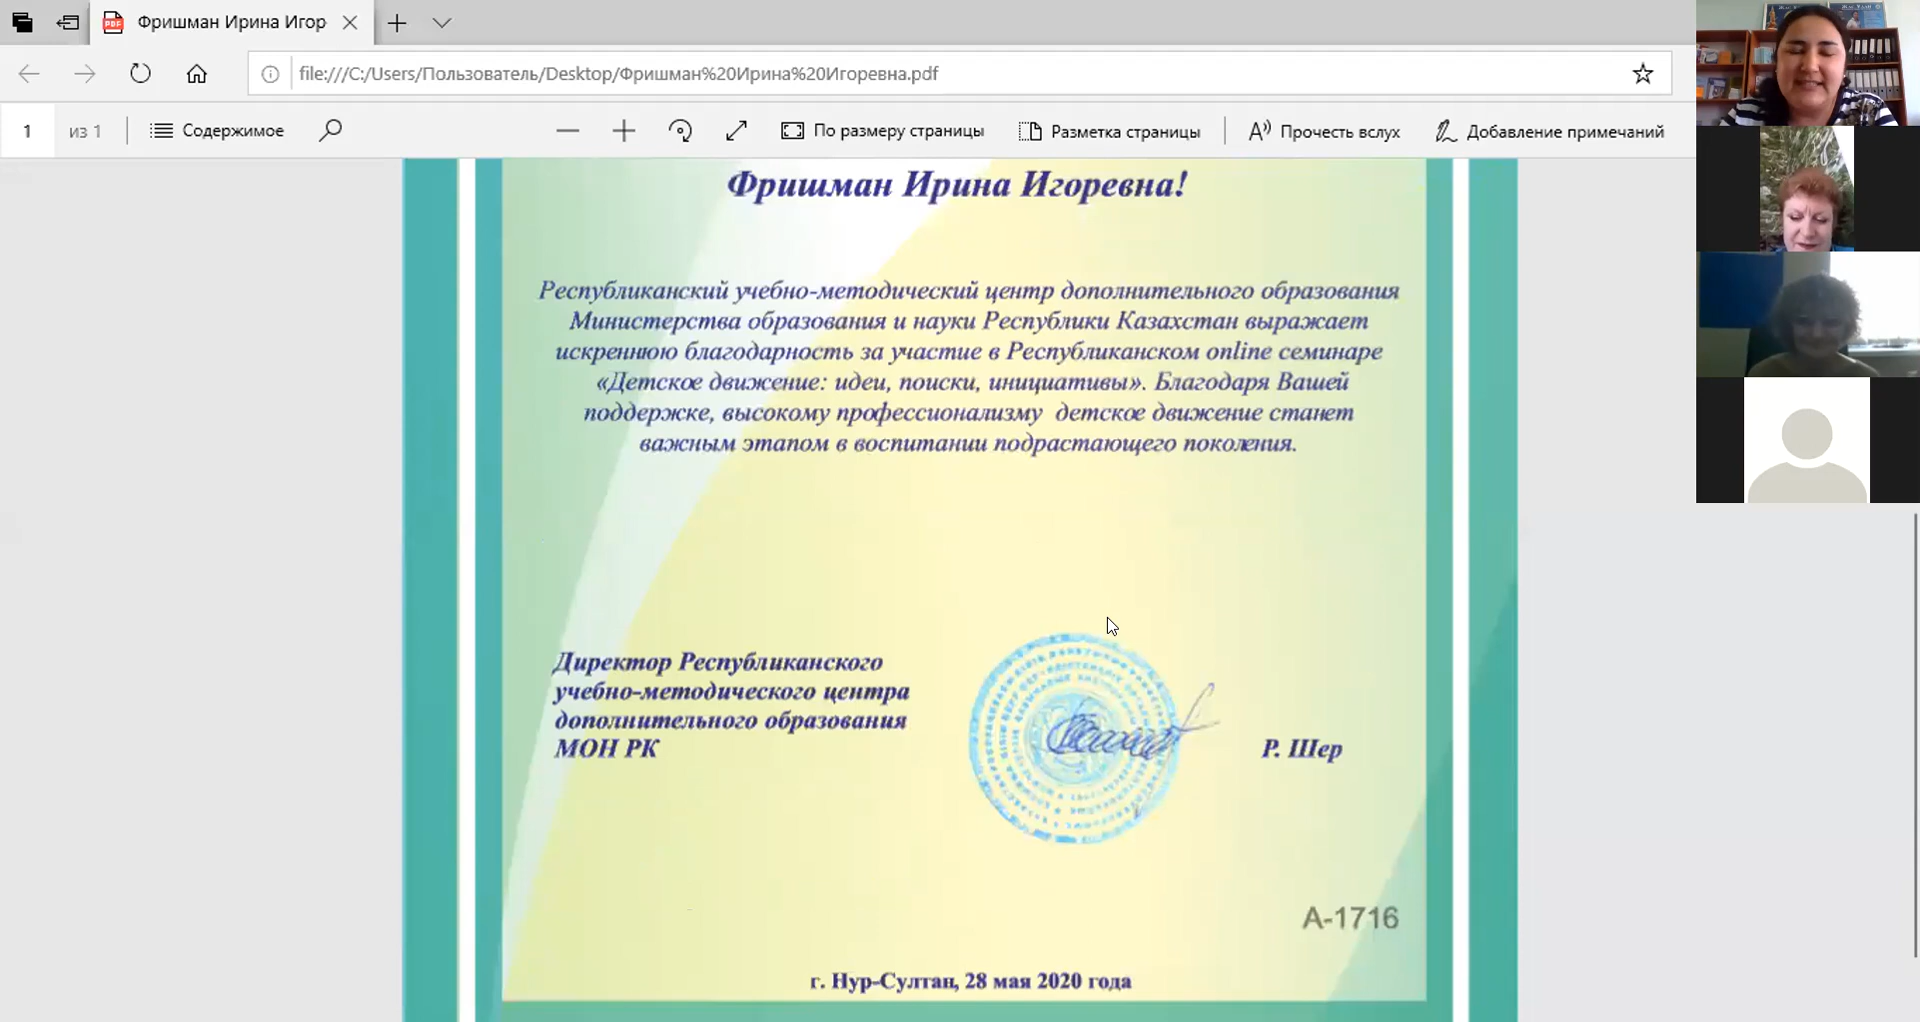 Фришман Ирина Игор
file:///C:/Users/Пользователь/Desktop/Фришман%20Ирина%20Игоревна.pdf
1 из 1 Содержимое По размеру страницы Разметка страницы Прочесть вслух Добавление примечаний
Фришман Ирина Игоревна!
Республиканский учебно-методический центр дополнительного образования
Министерства образования и науки Республики Казахстан выражает
искреннюю благодарность за участие в Республиканском online семинаре
«Детское движение: идеи, поиски, инициативы». Благодаря Вашей
поддержке, высокому профессионализму детское движение станет
важным этапом в воспитании подрастающего поколения.
Директор Республиканского
учебно-методического центра
дополнительного образования
МОН РК
Р. Шер
А-1716
г. Нур-Султан, 28 мая 2020 года